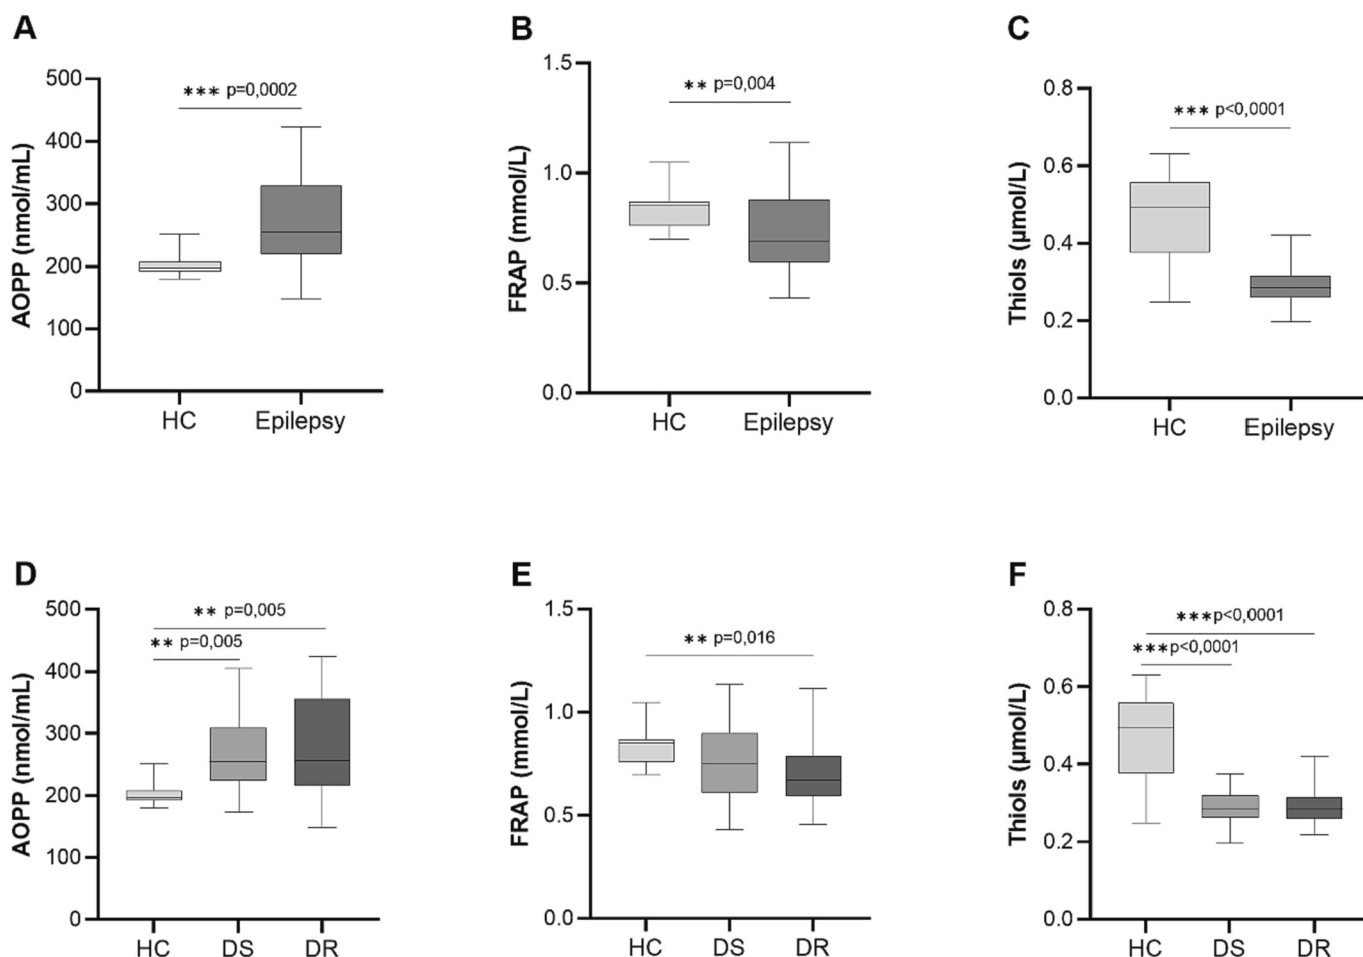 A
AOPP (nmol/mL)
500
400
300
200
100
0
*** p=0,0002
HC Epilepsy
B
FRAP (mmol/L)
1.5
1.0
0.5
0.0
** p=0,004
HC Epilepsy
C
Thiols (µmol/L)
0.8
0.6
0.4
0.2
0.0
*** p<0,0001
HC Epilepsy
D
AOPP (nmol/mL)
500
400
300
200
100
0
** p=0,005
** p=0,005
HC DS DR
E
FRAP (mmol/L)
1.5
1.0
0.5
0.0
** p=0,016
HC DS DR
F
Thiols (µmol/L)
0.8
0.6
0.4
0.2
0.0
***p<0,0001
***p<0,0001
HC DS DR